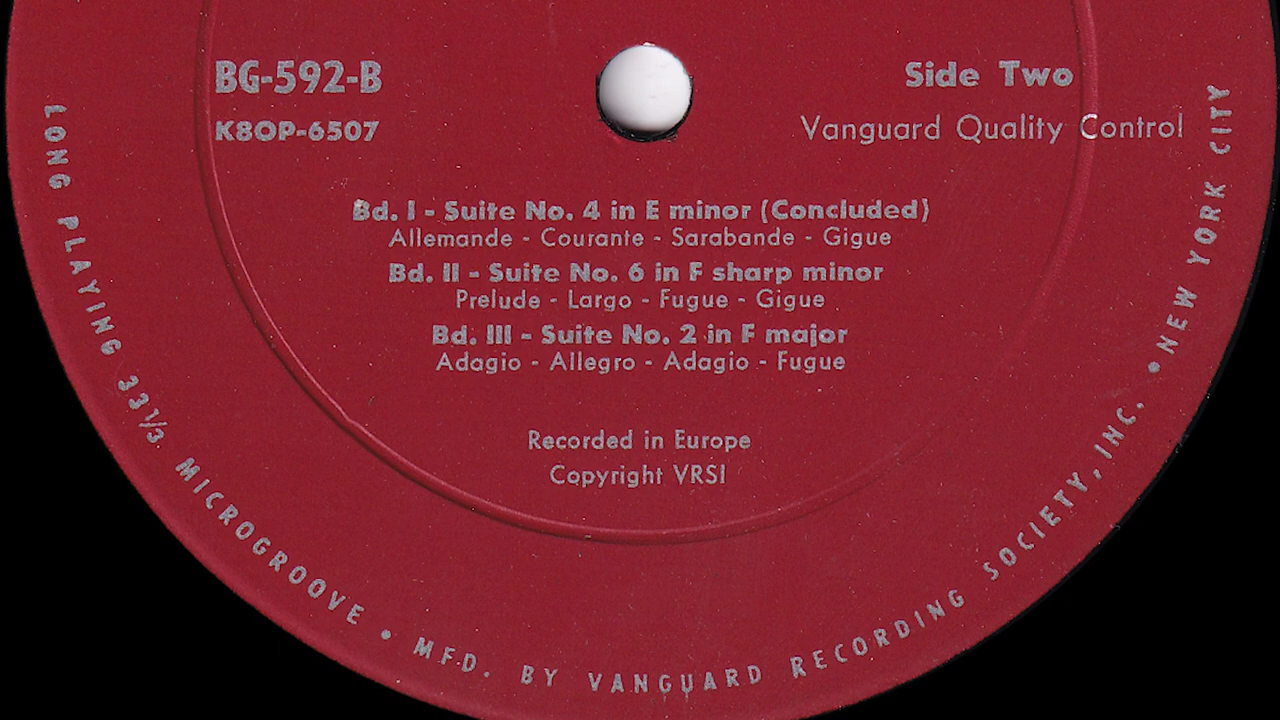 BG-592-B
Side Two
K8OP-6507
Vanguard Quality Control
Bd. I - Suite No. 4 in E minor (Concluded)
Allemande - Courante - Sarabande - Gigue
Bd. II - Suite No. 6 in F sharp minor
Prelude - Largo - Fugue - Gigue
Bd. III - Suite No. 2 in F major
Adagio - Allegro - Adagio - Fugue
Recorded in Europe
Copyright VRSI
LONG PLAYING 33 1/3 MICROGROOVE • MFD. BY VANGUARD RECORDING SOCIETY, INC. • NEW YORK CITY